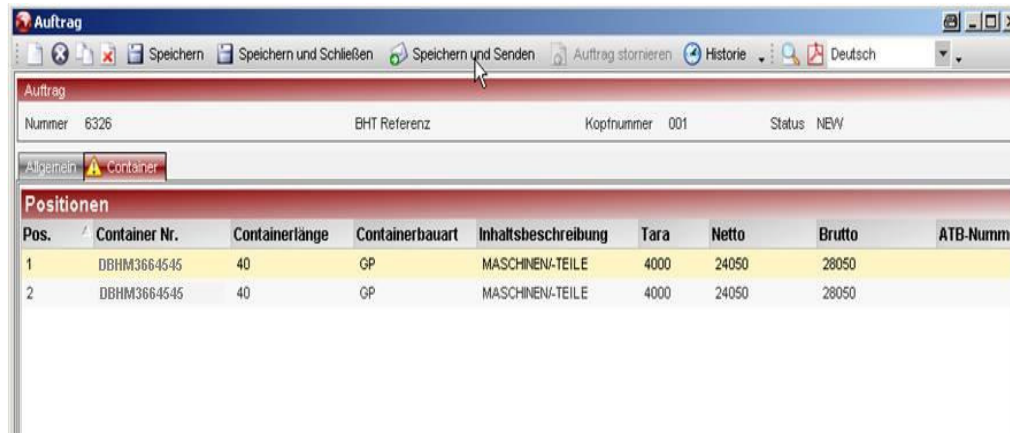 Auftrag
Speichern Speichern und Schließen Speichern und Senden Auftrag stornieren Historie Deutsch
Auftrag
Nummer 6326 BHT Referenz Kopfnummer 001 Status NEW
Allgemein Container
Positionen
Pos. Container Nr. Containerlänge Containerbauart Inhaltsbeschreibung Tara Netto Brutto ATB-Numm
1 DBHM3664545 40 GP MASCHINEN/-TEILE 4000 24050 28050
2 DBHM3664545 40 GP MASCHINEN/-TEILE 4000 24050 28050